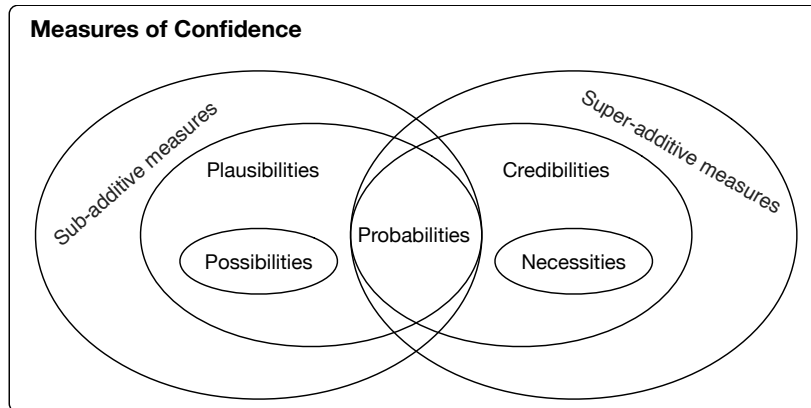 Measures of Confidence
Sub-additive measures
Super-additive measures
Plausibilities
Credibilities
Probabilities
Possibilities
Necessities